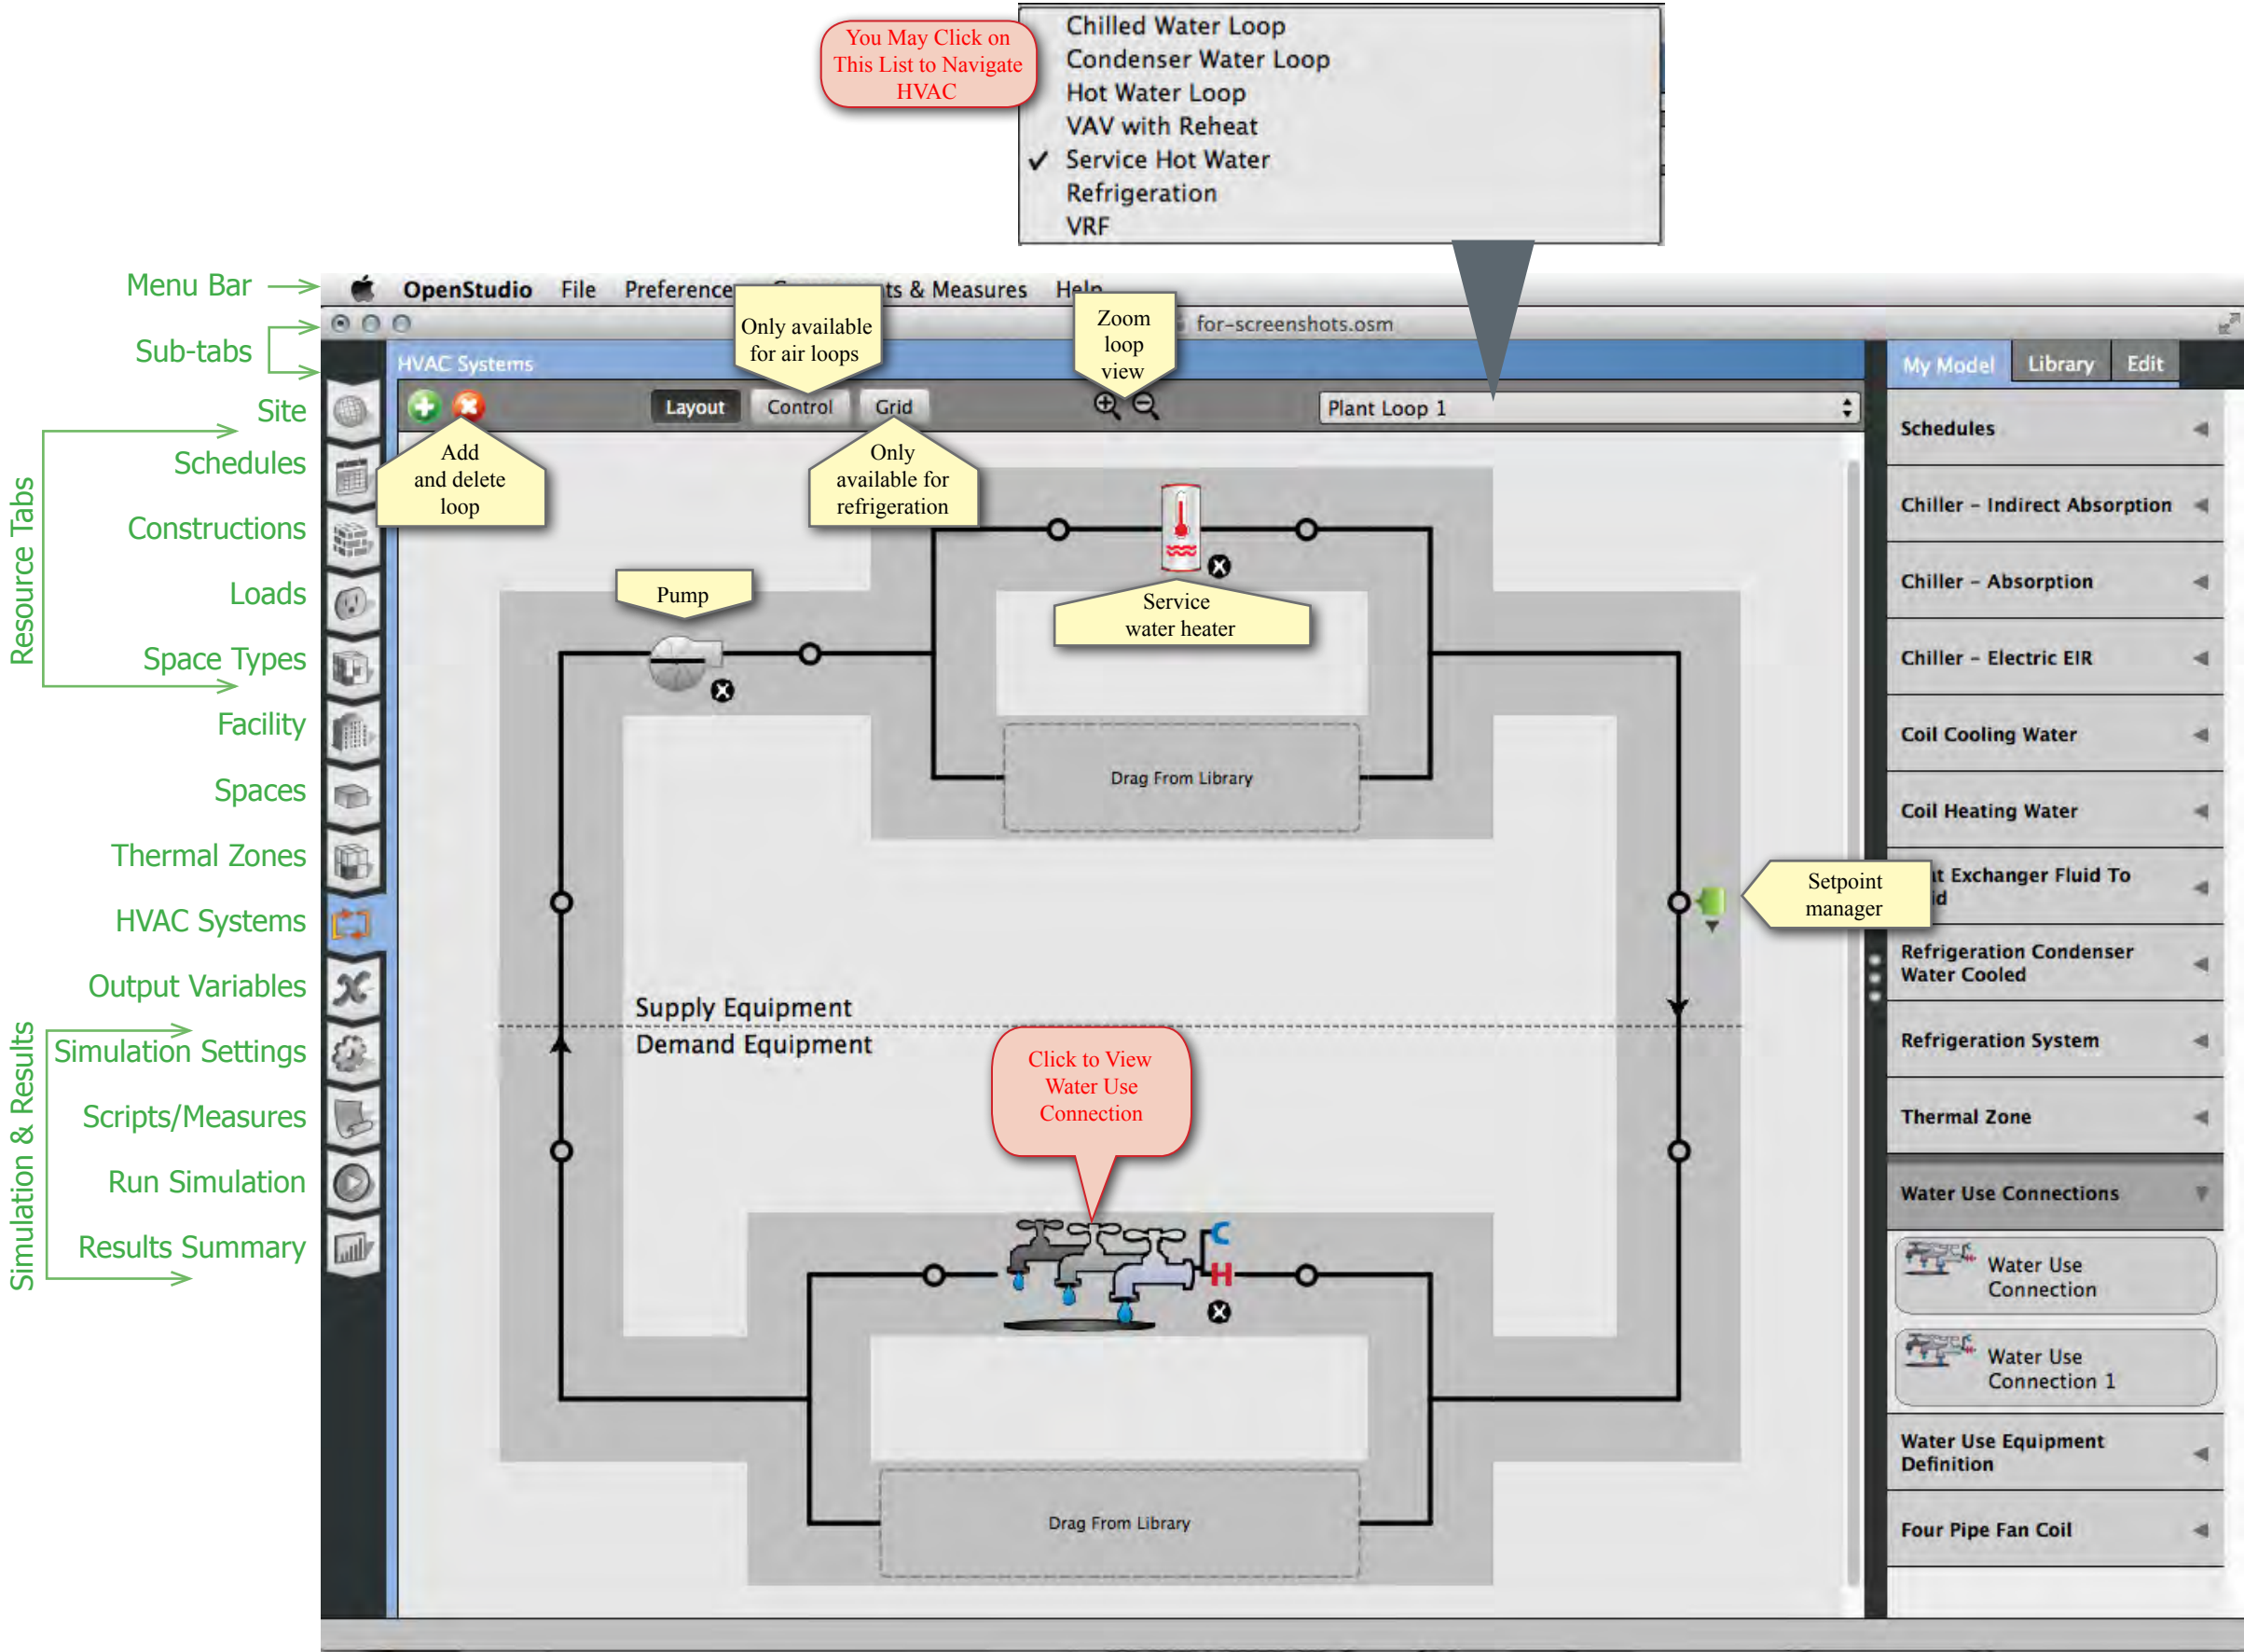 Chilled Water Loop
Condenser Water Loop
Hot Water Loop
VAV with Reheat
✓ Service Hot Water
Refrigeration
VRF
You May Click on
This List to Navigate
HVAC
Menu Bar
Sub-tabs
Site
Schedules
Constructions
Loads
Space Types
Facility
Spaces
Thermal Zones
HVAC Systems
Output Variables
Simulation Settings
Scripts/Measures
Run Simulation
Results Summary
Resource Tabs
Simulation & Results
OpenStudio File Preference ts & Measures Help
for-screenshots.osm
HVAC Systems
Only available
for air loops
Zoom
loop
view
Layout Control Grid
Plant Loop 1
Add
and delete
loop
Only
available for
refrigeration
Pump
Service
water heater
Drag From Library
Setpoint
manager
Supply Equipment
Demand Equipment
Click to View
Water Use
Connection
C
H
Drag From Library
My Model Library Edit
Schedules
Chiller – Indirect Absorption
Chiller – Absorption
Chiller – Electric EIR
Coil Cooling Water
Coil Heating Water
t Exchanger Fluid To
id
Refrigeration Condenser
Water Cooled
Refrigeration System
Thermal Zone
Water Use Connections
Water Use
Connection
Water Use
Connection 1
Water Use Equipment
Definition
Four Pipe Fan Coil